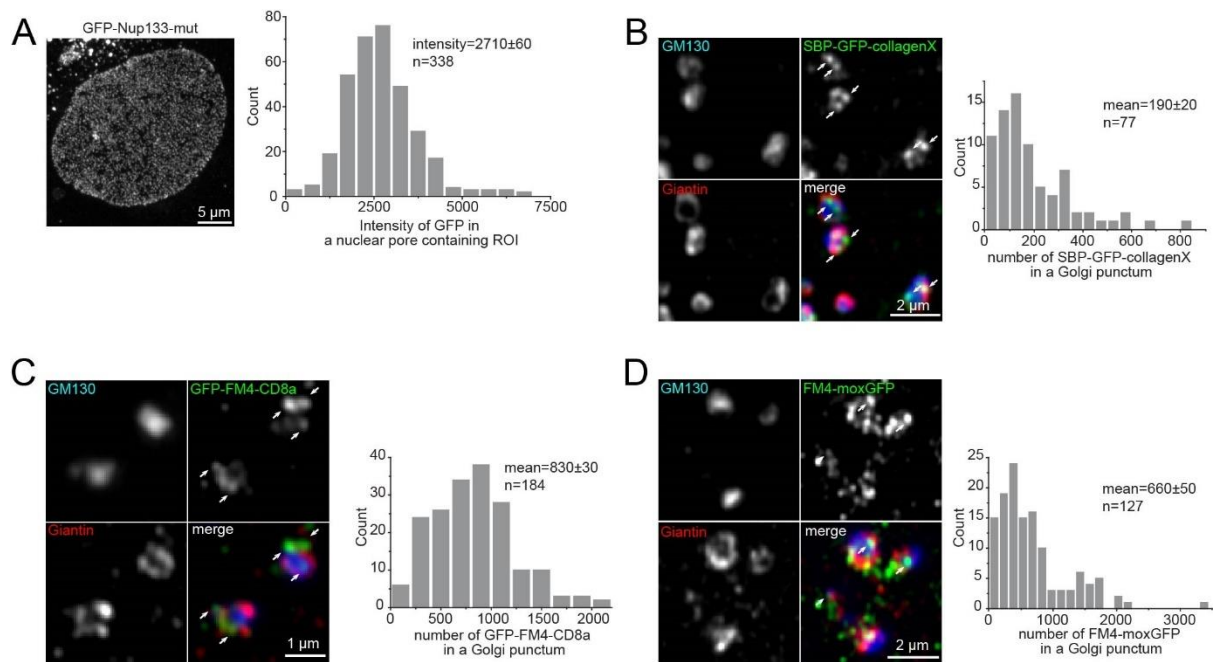 A
GFP-Nup133-mut
5 µm
80
60
40
20
0
Count
intensity=2710±60
n=338
0
2500
5000
7500
Intensity of GFP in
a nuclear pore containing ROI
B
GM130
SBP-GFP-collagenX
Giantin
merge
2 µm
15
10
5
0
Count
mean=190±20
n=77
0
200
400
600
800
number of SBP-GFP-collagenX
in a Golgi punctum
C
GM130
GFP-FM4-CD8a
Giantin
merge
1 µm
40
30
20
10
0
Count
mean=830±30
n=184
0
500
1000
1500
2000
number of GFP-FM4-CD8a
in a Golgi punctum
D
GM130
FM4-moxGFP
Giantin
merge
2 µm
25
20
15
10
5
0
Count
mean=660±50
n=127
0
1000
2000
3000
number of FM4-moxGFP
in a Golgi punctum